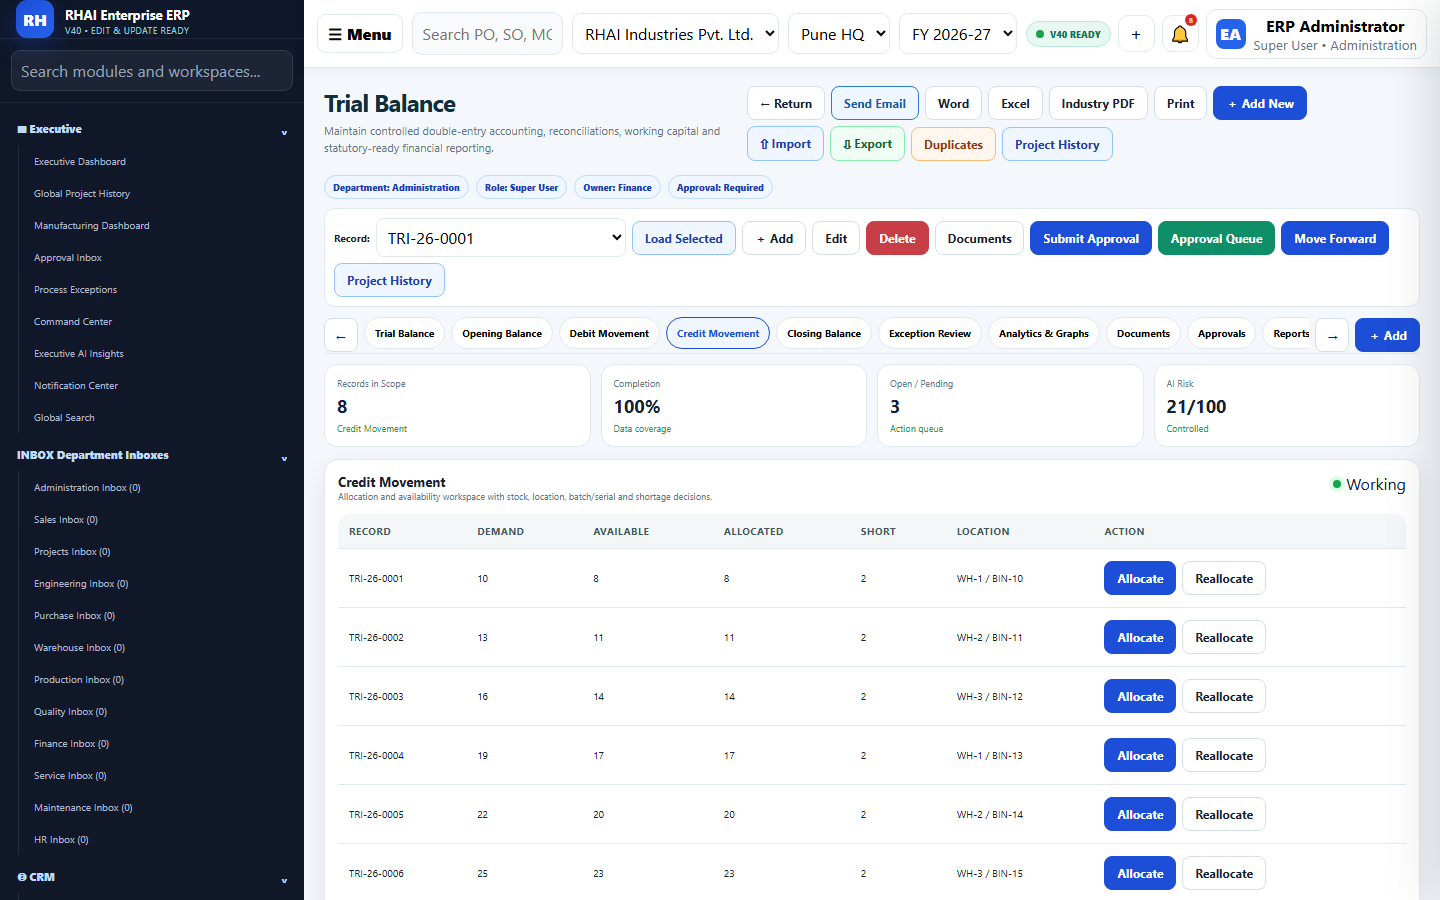 RH
RHAI Enterprise ERP
V40 • EDIT & UPDATE READY
Search modules and workspaces...
Executive
Executive Dashboard
Global Project History
Manufacturing Dashboard
Approval Inbox
Process Exceptions
Command Center
Executive AI Insights
Notification Center
Global Search
INBOX Department Inboxes
Administration Inbox (0)
Sales Inbox (0)
Projects Inbox (0)
Engineering Inbox (0)
Purchase Inbox (0)
Warehouse Inbox (0)
Production Inbox (0)
Quality Inbox (0)
Finance Inbox (0)
Service Inbox (0)
Maintenance Inbox (0)
HR Inbox (0)
CRM
☰ Menu
Search PO, SO, MO
RHAI Industries Pvt. Ltd.
Pune HQ
FY 2026-27
V40 READY
+
8
EA
ERP Administrator
Super User • Administration
Trial Balance
Maintain controlled double-entry accounting, reconciliations, working capital and
statutory-ready financial reporting.
← Return
Send Email
Word
Excel
Industry PDF
Print
+ Add New
⇧ Import
⇩ Export
Duplicates
Project History
Department: Administration
Role: Super User
Owner: Finance
Approval: Required
Record:
TRI-26-0001
Load Selected
+ Add
Edit
Delete
Documents
Submit Approval
Approval Queue
Move Forward
Project History
←
Trial Balance
Opening Balance
Debit Movement
Credit Movement
Closing Balance
Exception Review
Analytics & Graphs
Documents
Approvals
Reports
→
+ Add
Records in Scope
8
Credit Movement
Completion
100%
Data coverage
Open / Pending
3
Action queue
AI Risk
21/100
Controlled
Credit Movement
Allocation and availability workspace with stock, location, batch/serial and shortage decisions.
Working
RECORD DEMAND AVAILABLE ALLOCATED SHORT LOCATION ACTION
TRI-26-0001 10 8 8 2 WH-1 / BIN-10 Allocate Reallocate
TRI-26-0002 13 11 11 2 WH-2 / BIN-11 Allocate Reallocate
TRI-26-0003 16 14 14 2 WH-3 / BIN-12 Allocate Reallocate
TRI-26-0004 19 17 17 2 WH-1 / BIN-13 Allocate Reallocate
TRI-26-0005 22 20 20 2 WH-2 / BIN-14 Allocate Reallocate
TRI-26-0006 25 23 23 2 WH-3 / BIN-15 Allocate Reallocate